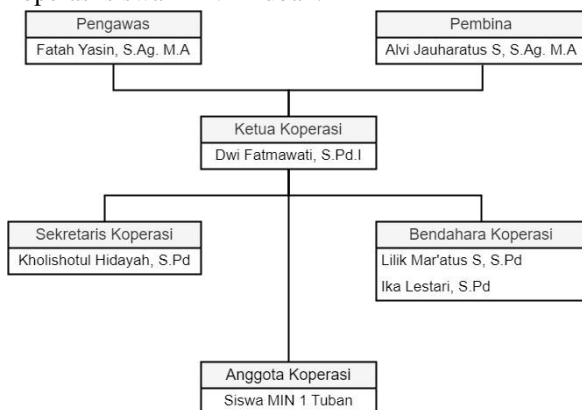 Pengawas
Fatah Yasin, S.Ag. M.A
Pembina
Alvi Jauharatus S, S.Ag. M.A
Ketua Koperasi
Dwi Fatmawati, S.Pd.I
Sekretaris Koperasi
Kholishotul Hidayah, S.Pd
Bendahara Koperasi
Lilik Mar'atus S, S.Pd
Ika Lestari, S.Pd
Anggota Koperasi
Siswa MIN 1 Tuban